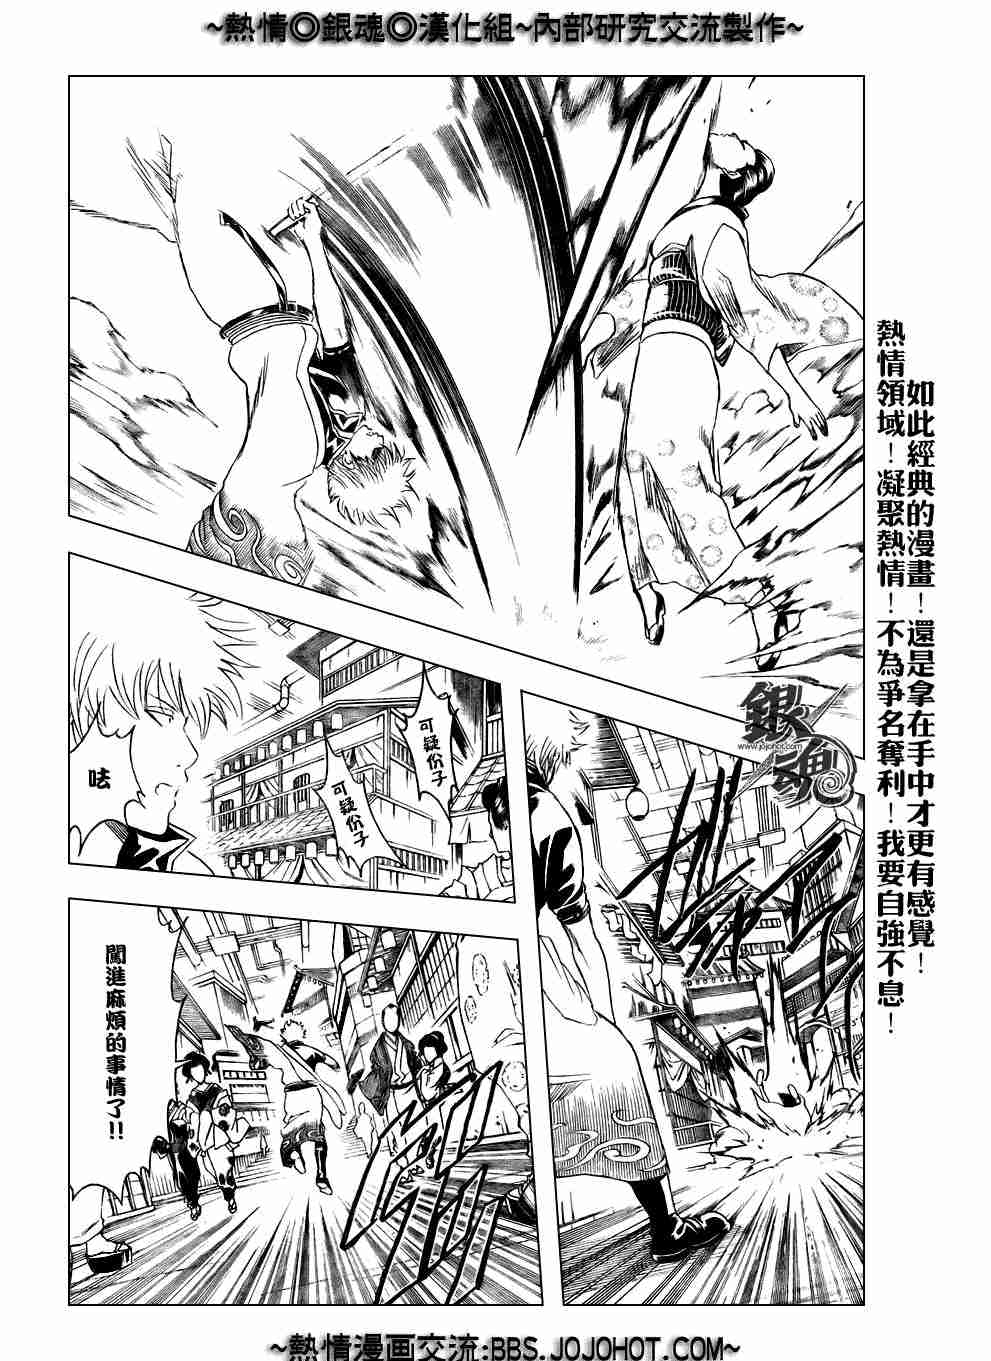 ~熱情◎銀魂◎漢化組~內部研究交流製作~
如此經典的漫畫！還是拿在手中才更有感覺！
熱情領域！凝聚熱情！不為爭名奪利！我要自強不息！
銀魂
www.jojohot.com
可疑份子
可疑份子
呿
闖進麻煩的事情了!!
~熱情漫画交流:BBS.JOJOHOT.COM~